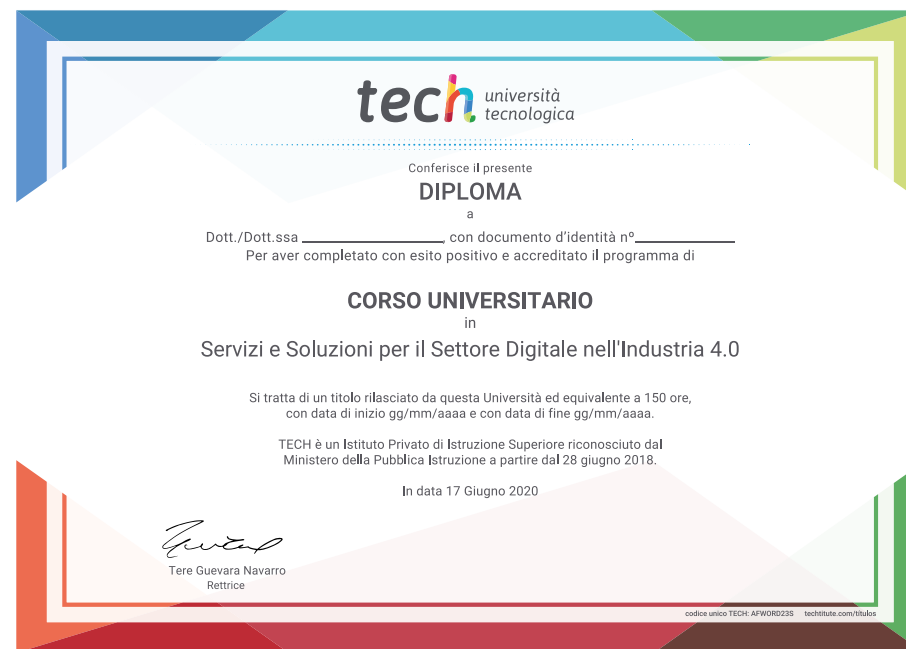 tech università
tecnologica
Conferisce il presente
DIPLOMA
a
Dott./Dott.ssa ________________, con documento d'identità nº____________
Per aver completato con esito positivo e accreditato il programma di
CORSO UNIVERSITARIO
in
Servizi e Soluzioni per il Settore Digitale nell'Industria 4.0
Si tratta di un titolo rilasciato da questa Università ed equivalente a 150 ore,
con data di inizio gg/mm/aaaa e con data di fine gg/mm/aaaa.
TECH è un Istituto Privato di Istruzione Superiore riconosciuto dal
Ministero della Pubblica Istruzione a partire dal 28 giugno 2018.
In data 17 Giugno 2020
Tere Guevara Navarro
Rettrice
codice unico TECH: AFWORD23S techtitute.com/titulos